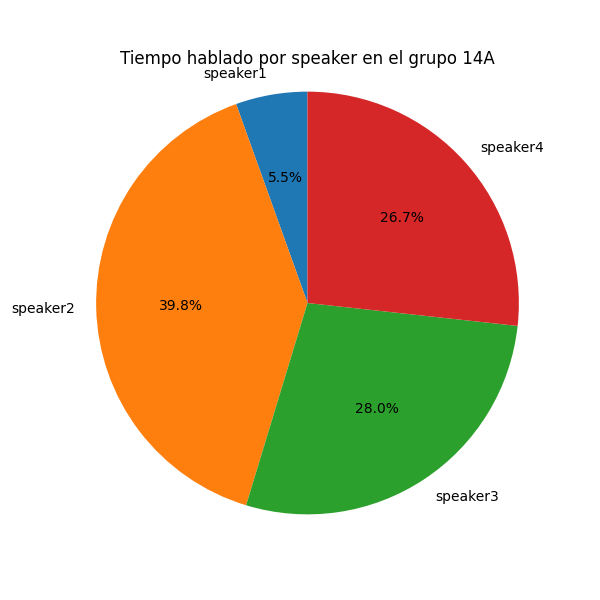 Tiempo hablado por speaker en el grupo 14A
speaker1
speaker4
5.5%
26.7%
speaker2
39.8%
28.0%
speaker3